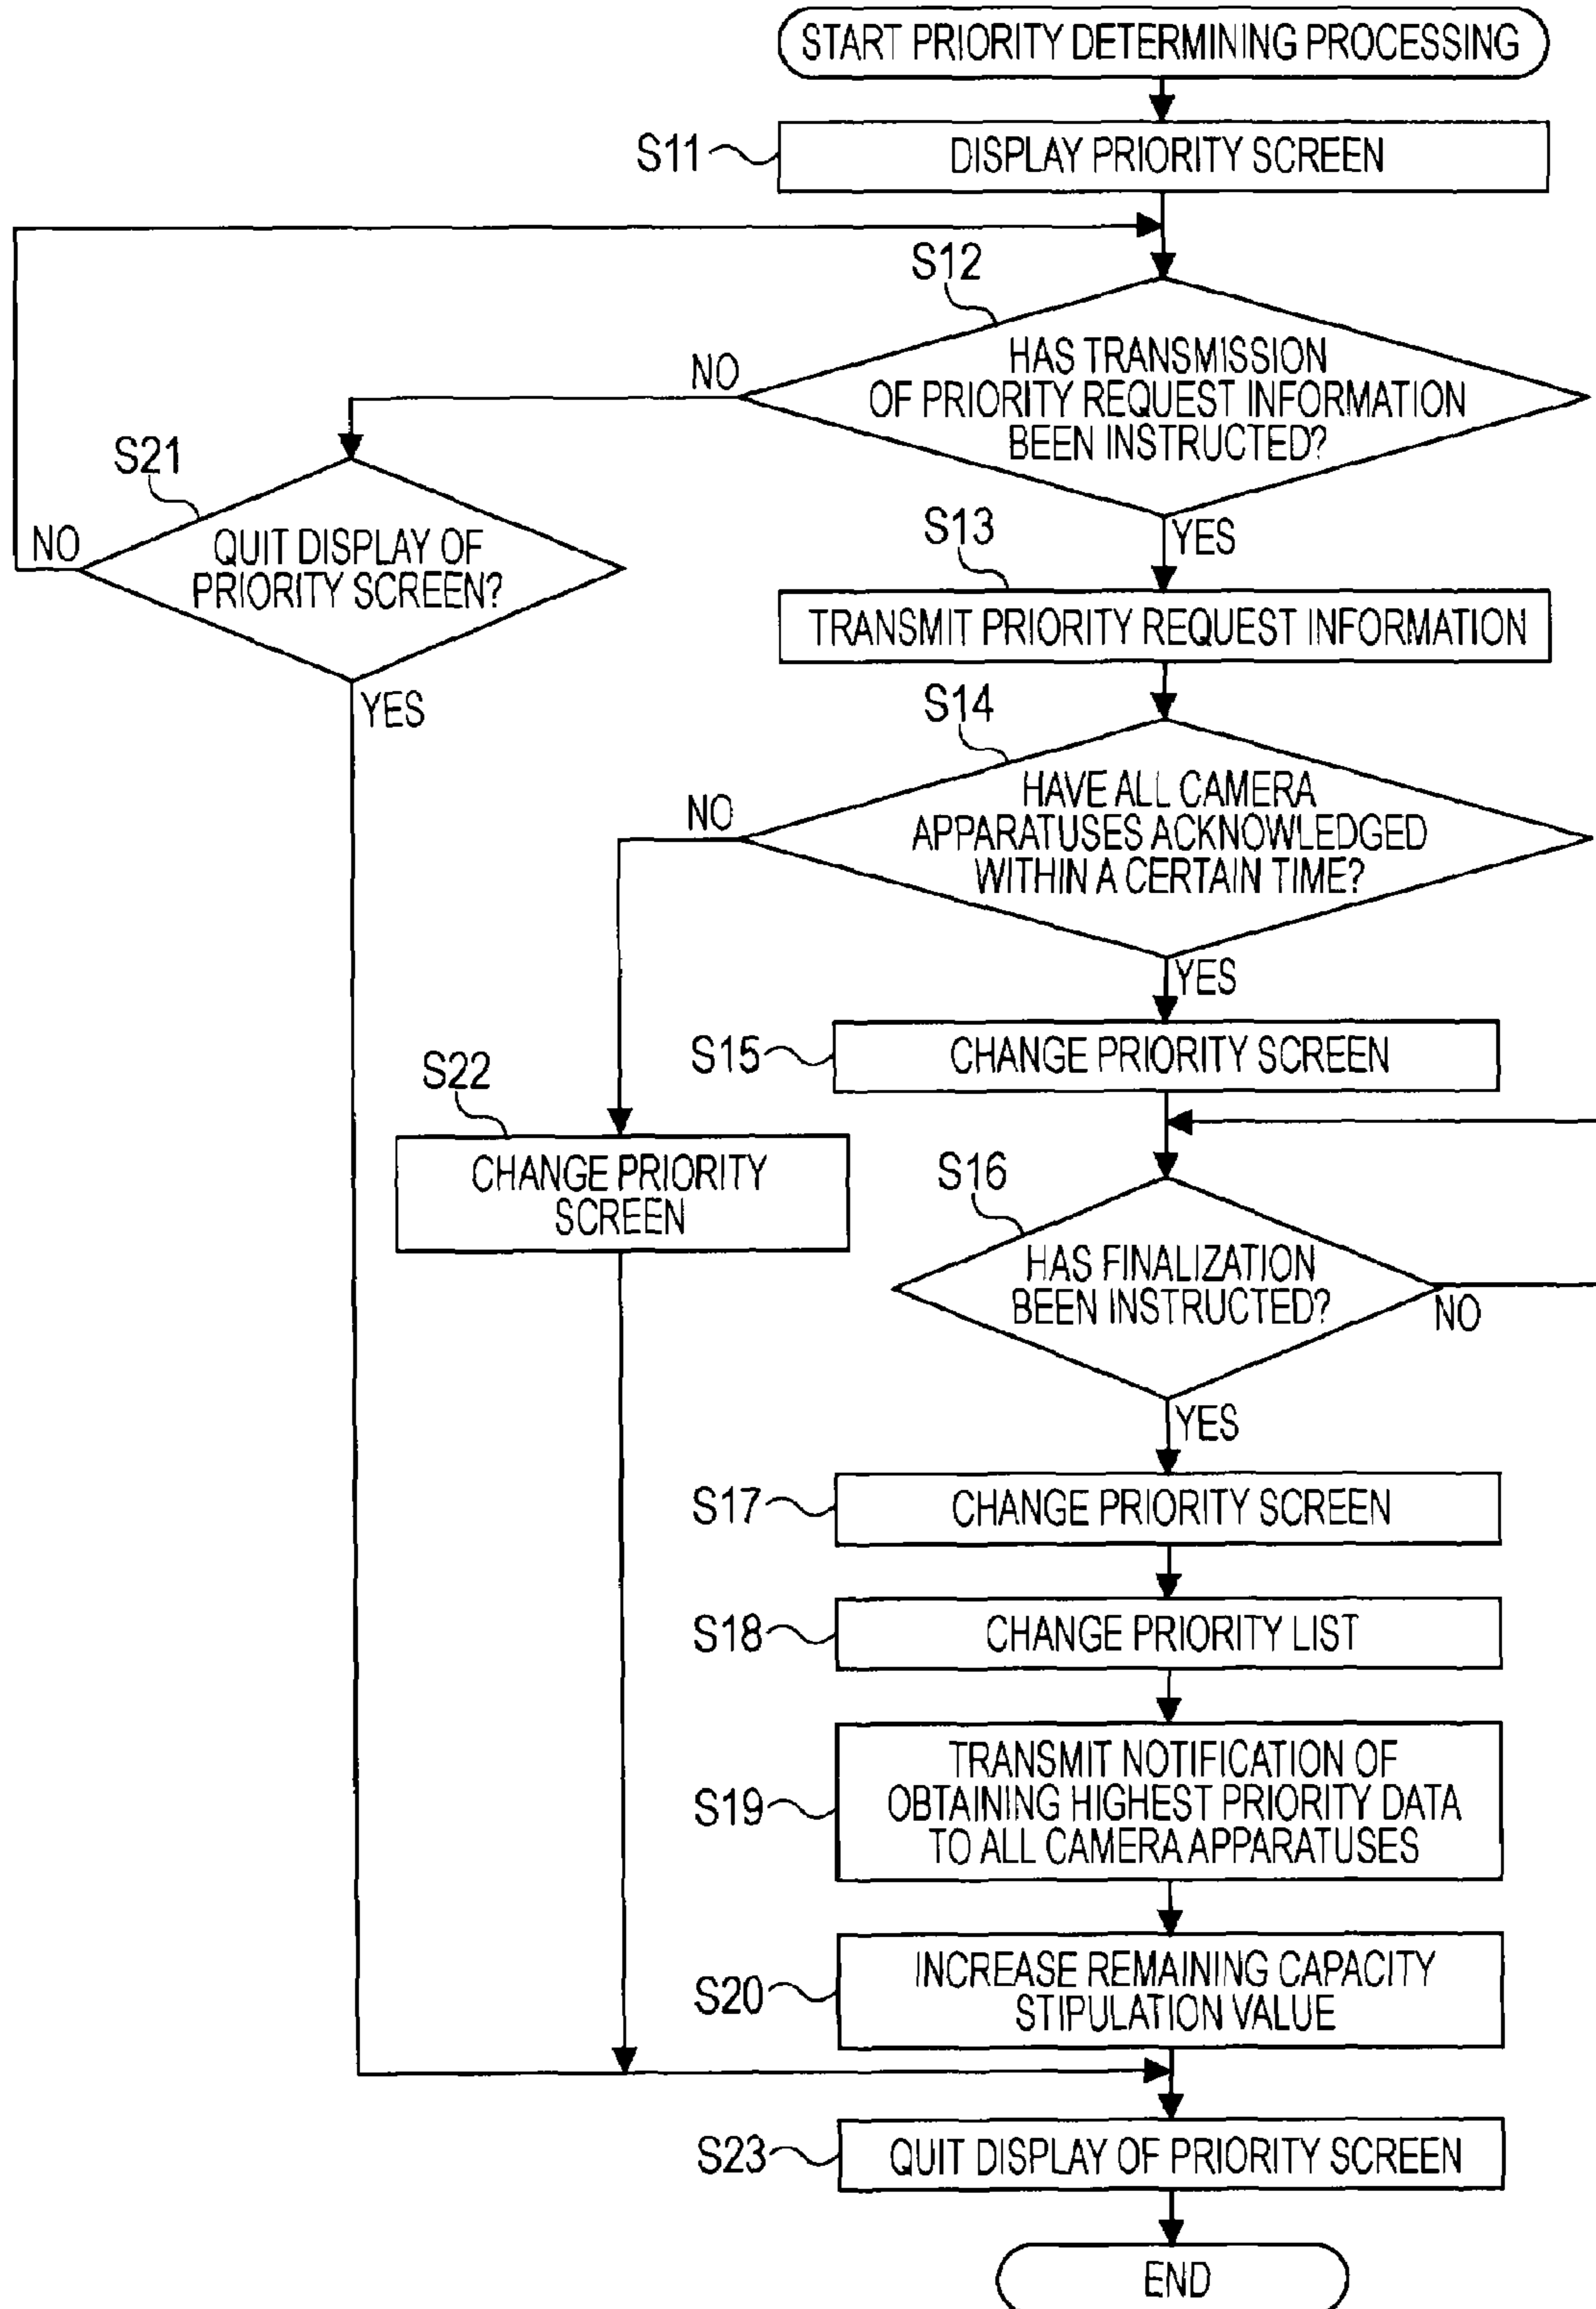 START PRIORITY DETERMINING PROCESSING
S11
DISPLAY PRIORITY SCREEN
S12
HAS TRANSMISSION
OF PRIORITY REQUEST INFORMATION
BEEN INSTRUCTED?
NO
YES
S21
QUIT DISPLAY OF
PRIORITY SCREEN?
NO
YES
S13
TRANSMIT PRIORITY REQUEST INFORMATION
S14
HAVE ALL CAMERA
APPARATUSES ACKNOWLEDGED
WITHIN A CERTAIN TIME?
NO
YES
S15
CHANGE PRIORITY SCREEN
S22
CHANGE PRIORITY
SCREEN
S16
HAS FINALIZATION
BEEN INSTRUCTED?
NO
YES
S17
CHANGE PRIORITY SCREEN
S18
CHANGE PRIORITY LIST
S19
TRANSMIT NOTIFICATION OF
OBTAINING HIGHEST PRIORITY DATA
TO ALL CAMERA APPARATUSES
S20
INCREASE REMAINING CAPACITY
STIPULATION VALUE
S23
QUIT DISPLAY OF PRIORITY SCREEN
END